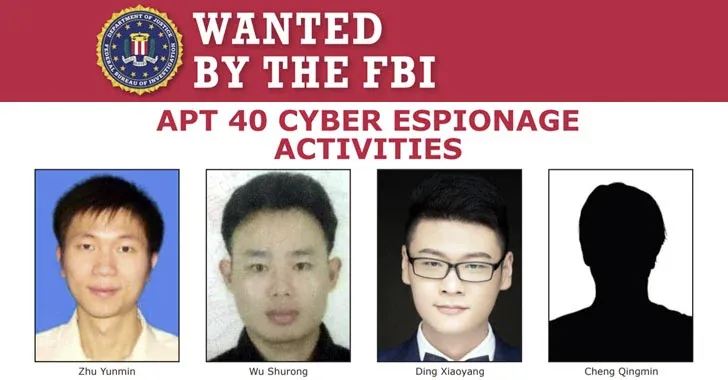 WANTED
BY THE FBI
DEPARTMENT OF JUSTICE
FEDERAL BUREAU OF INVESTIGATION
APT 40 CYBER ESPIONAGE
ACTIVITIES
Zhu Yunmin
Wu Shurong
Ding Xiaoyang
Cheng Qingmin